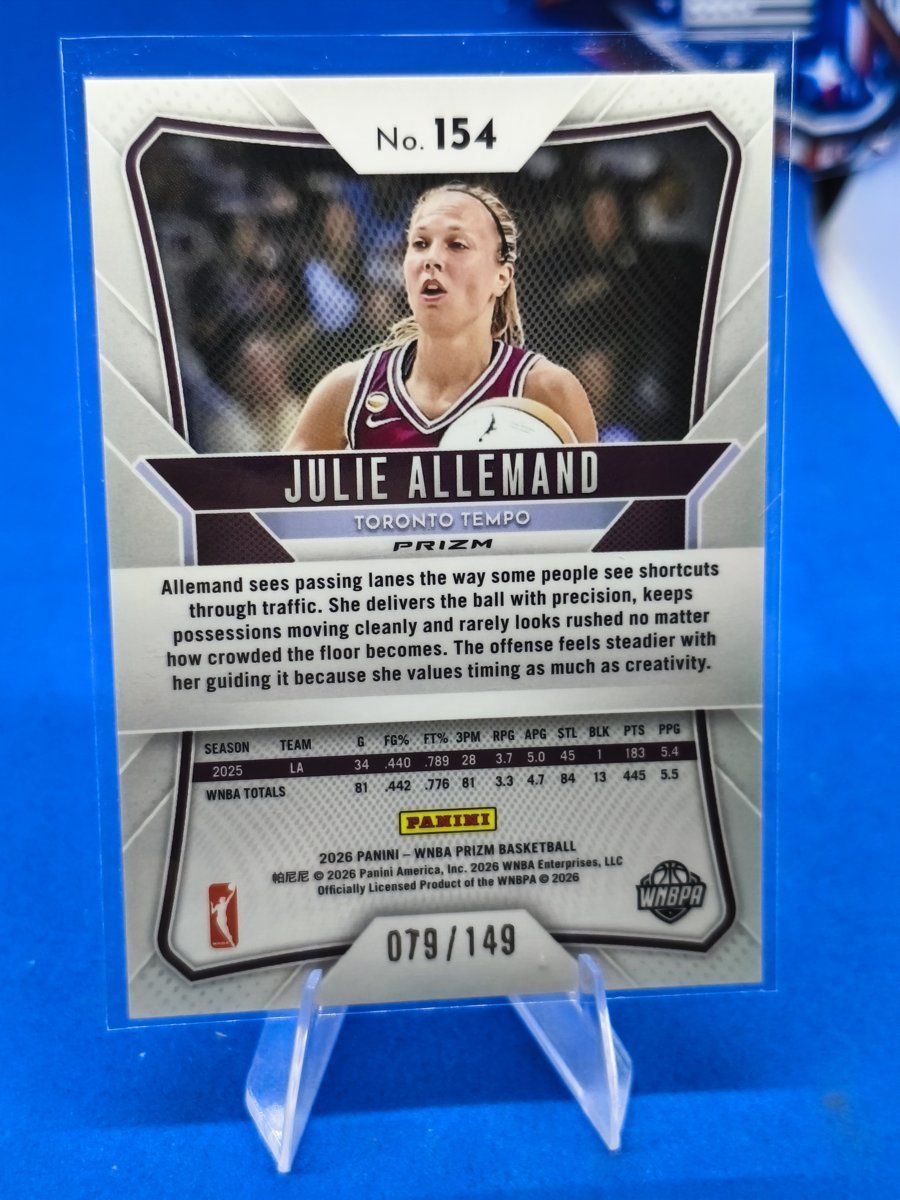 No. 154
JULIE ALLEMAND
TORONTO TEMPO
PRIZM
Allemand sees passing lanes the way some people see shortcuts
through traffic. She delivers the ball with precision, keeps
possessions moving cleanly and rarely looks rushed no matter
how crowded the floor becomes. The offense feels steadier with
her guiding it because she values timing as much as creativity.
SEASON TEAM G FG% FT% 3PM RPG APG STL BLK PTS PPG
2025 LA 34 .440 .789 28 3.7 5.0 45 1 183 5.4
WNBA TOTALS 81 .442 .776 81 3.3 4.7 84 13 445 5.5
PANINI
2026 PANINI – WNBA PRIZM BASKETBALL
帕尼尼 © 2026 Panini America, Inc. 2026 WNBA Enterprises, LLC
Officially Licensed Product of the WNBPA © 2026
WNBPA
079/149